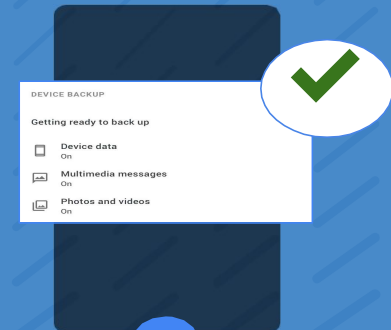 DEVICE BACKUP
Getting ready to back up
Device data
On
Multimedia messages
On
Photos and videos
On